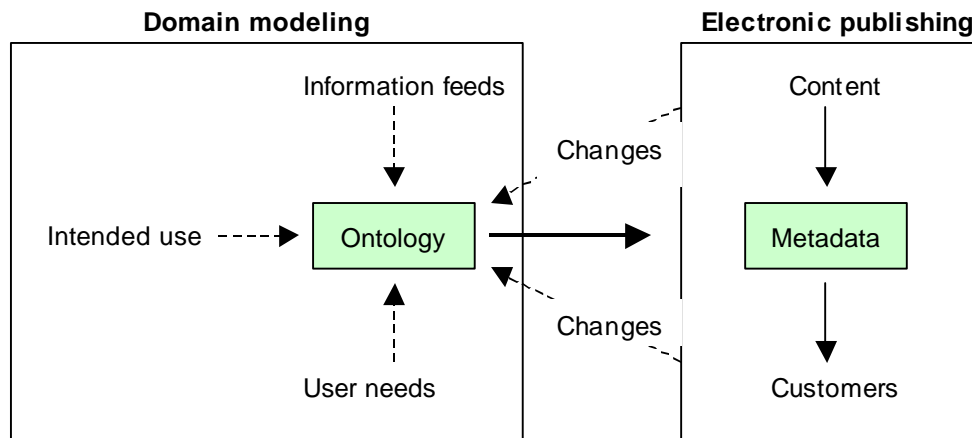 Domain modeling
Electronic publishing
Information feeds
Content
Changes
Intended use
Ontology
Metadata
Changes
User needs
Customers